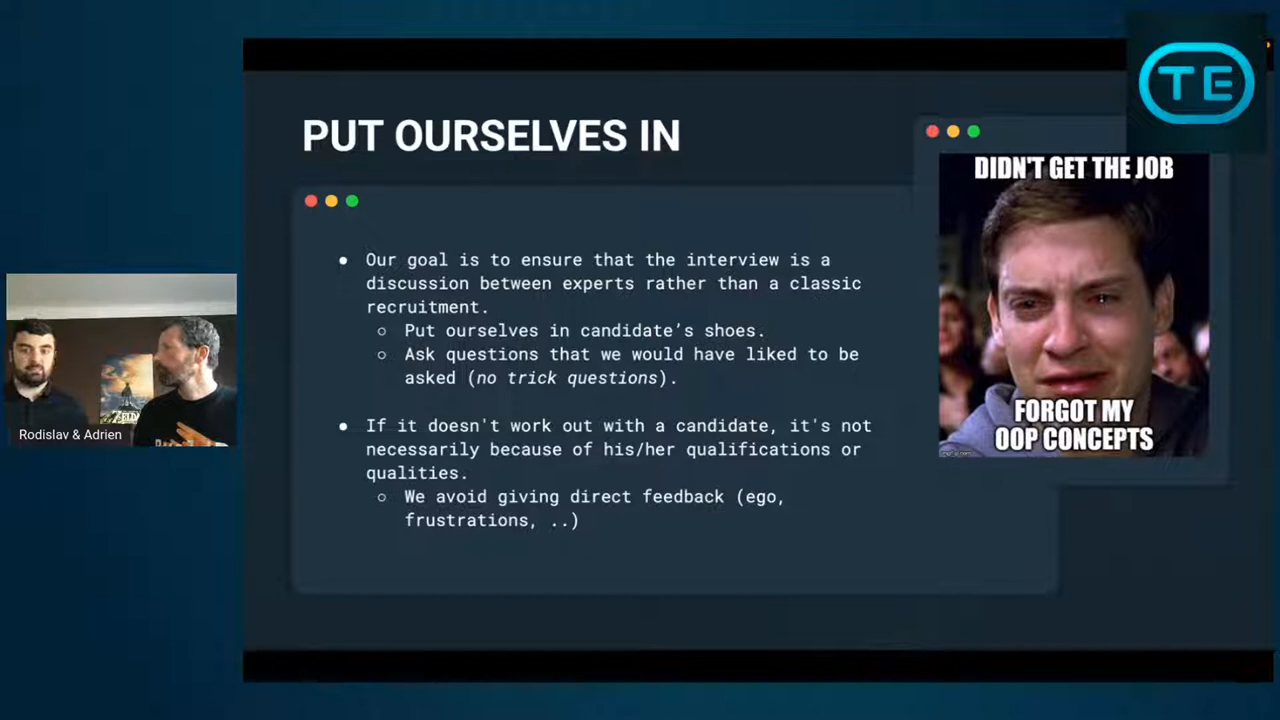 TE
PUT OURSELVES IN
DIDN'T GET THE JOB
● Our goal is to ensure that the interview is a
discussion between experts rather than a classic
recruitment.
○ Put ourselves in candidate’s shoes.
○ Ask questions that we would have liked to be
asked (no trick questions).
● If it doesn't work out with a candidate, it's not
necessarily because of his/her qualifications or
qualities.
○ We avoid giving direct feedback (ego,
frustrations, ..)
FORGOT MY
OOP CONCEPTS
ZELDA
Rodislav & Adrien